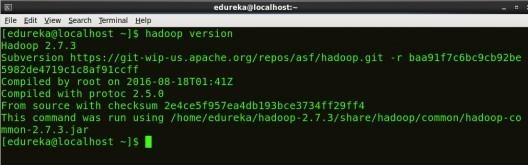 edureka@localhost:~
File Edit View Search Terminal Help
[edureka@localhost ~]$ hadoop version
Hadoop 2.7.3
Subversion https://git-wip-us.apache.org/repos/asf/hadoop.git -r baa91f7c6bc9cb92be
5982de4719c1c8af91ccff
Compiled by root on 2016-08-18T01:41Z
Compiled with protoc 2.5.0
From source with checksum 2e4ce5f957ea4db193bce3734ff29ff4
This command was run using /home/edureka/hadoop-2.7.3/share/hadoop/common/hadoop-co
mmon-2.7.3.jar
[edureka@localhost ~]$